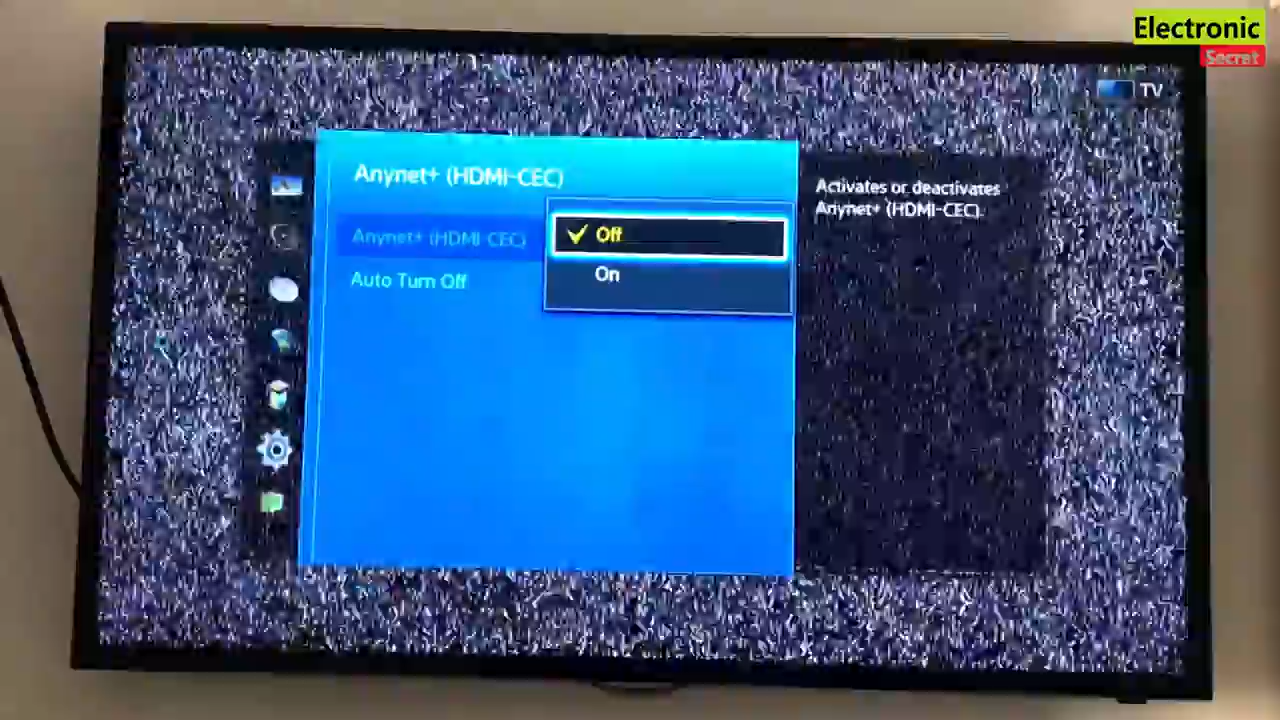 Electronic
Secret
TV
Anynet+ (HDMI-CEC)
Anynet+ (HDMI-CEC)
Off
On
Auto Turn Off
Activates or deactivates
Anynet+ (HDMI-CEC).